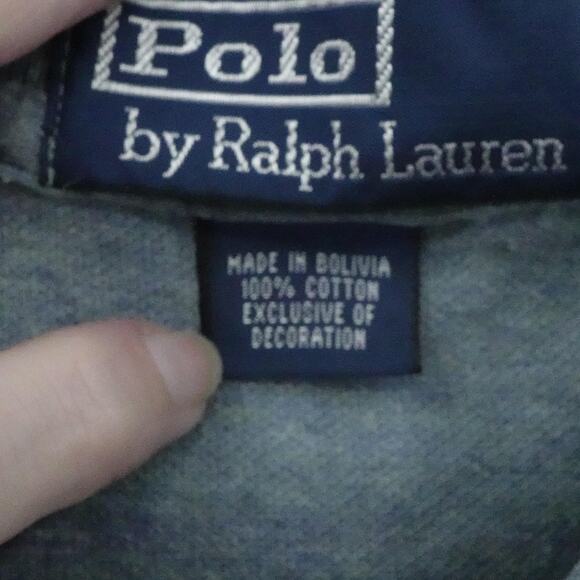 Polo
by Ralph Lauren
MADE IN BOLIVIA
100% COTTON
EXCLUSIVE OF
DECORATION